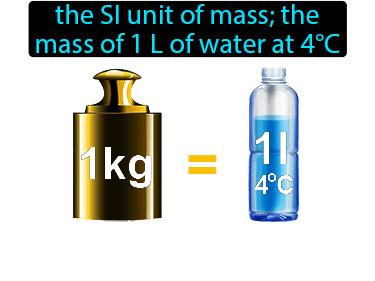 the SI unit of mass; the
mass of 1 L of water at 4°C
1kg = 1l
4°C